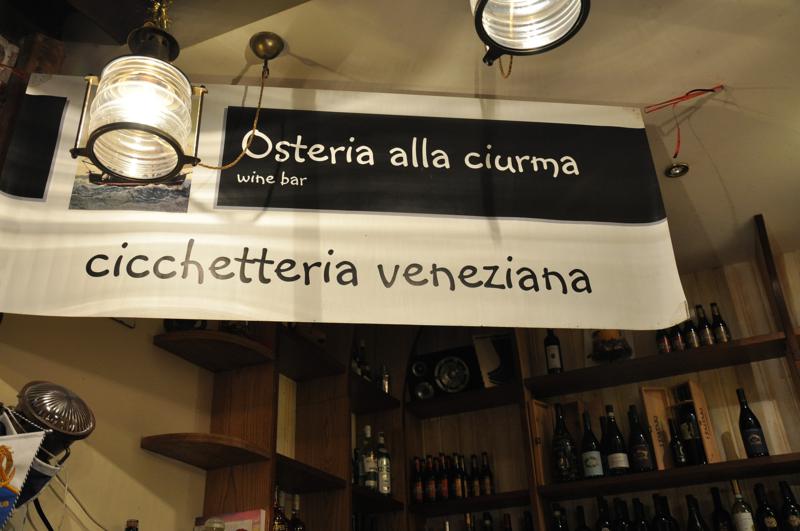 Osteria alla ciurma
wine bar
cicchetteria veneziana